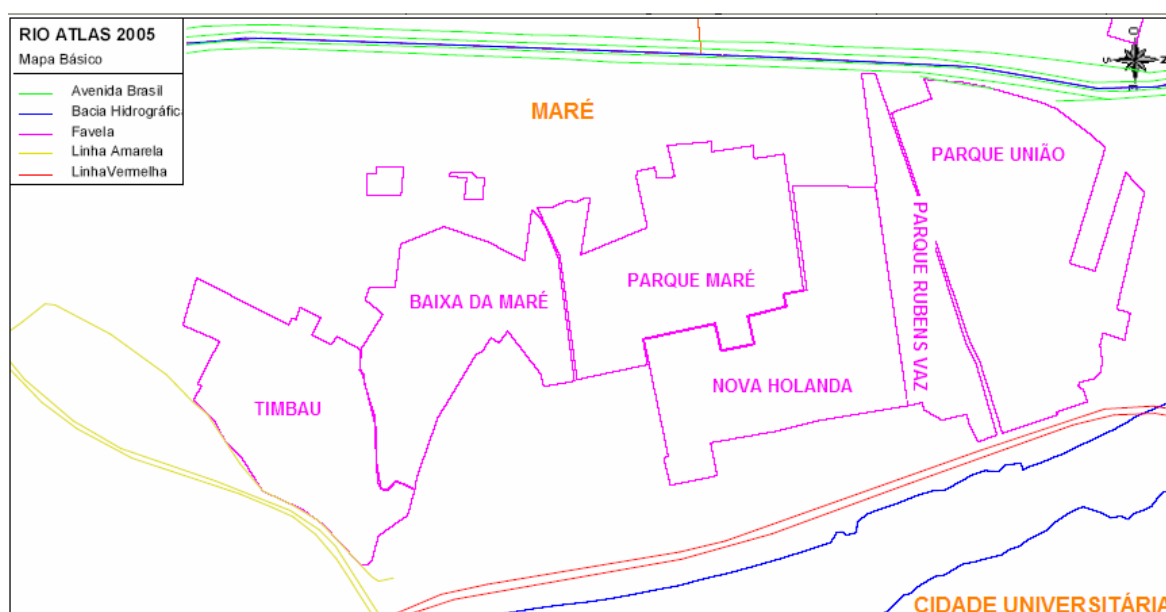 RIO ATLAS 2005
Mapa Básico
Avenida Brasil
Bacia Hidrográfic
Favela
Linha Amarela
LinhaVermelha
O
S N
E
MARÉ
PARQUE UNIÃO
PARQUE RUBENS VAZ
PARQUE MARÉ
BAIXA DA MARÉ
NOVA HOLANDA
TIMBAU
CIDADE UNIVERSITÁRIA